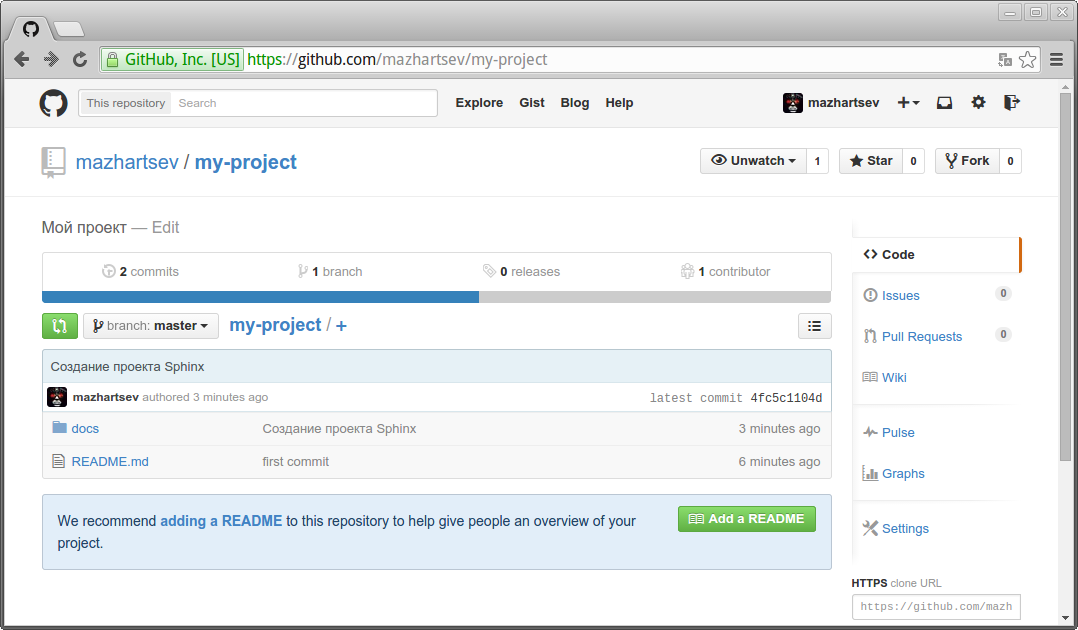 GitHub, Inc. [US] https://github.com/mazhartsev/my-project
This repository Search Explore Gist Blog Help mazhartsev
mazhartsev / my-project Unwatch 1 Star 0 Fork 0
Мой проект — Edit
2 commits 1 branch 0 releases 1 contributor
branch: master my-project / +
Создание проекта Sphinx
mazhartsev authored 3 minutes ago latest commit 4fc5c1104d
docs Создание проекта Sphinx 3 minutes ago
README.md first commit 6 minutes ago
We recommend adding a README to this repository to help give people an overview of your
project.
Add a README
Code
Issues 0
Pull Requests 0
Wiki
Pulse
Graphs
Settings
HTTPS clone URL
https://github.com/mazh